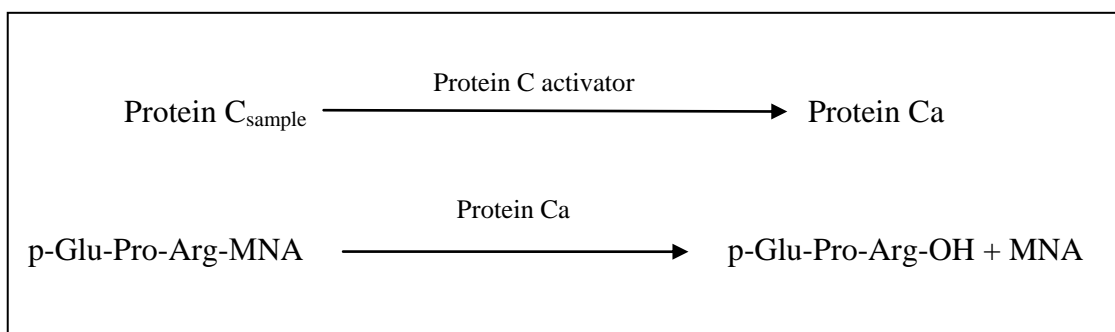 Protein C activator
Protein Csample Protein Ca
Protein Ca
p-Glu-Pro-Arg-MNA p-Glu-Pro-Arg-OH + MNA